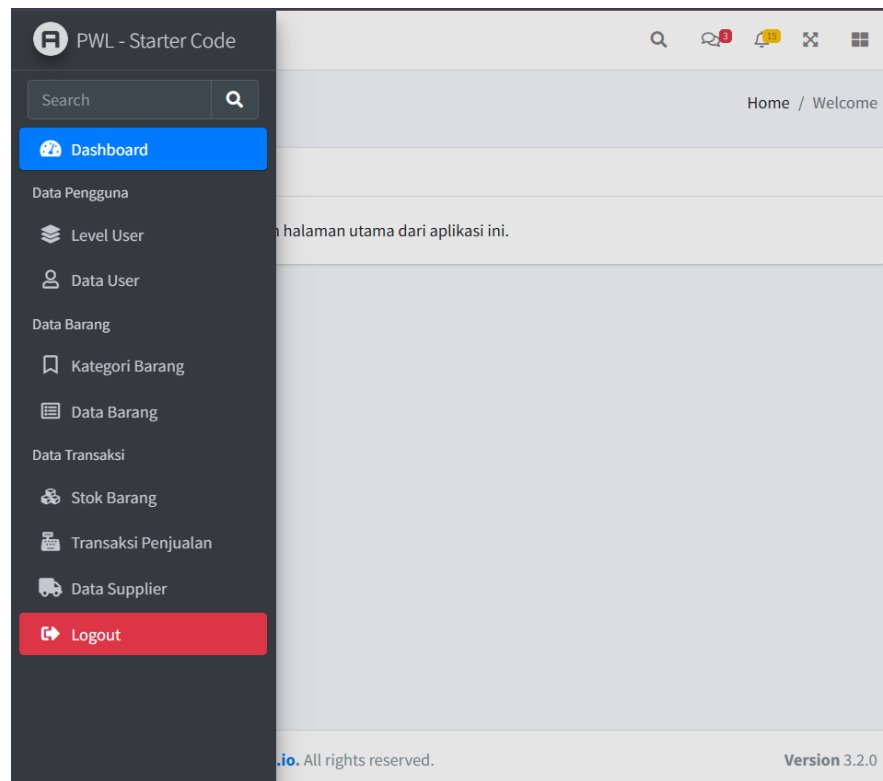 PWL - Starter Code
3
15
Search
Home / Welcome
Dashboard
Data Pengguna
Level User
halaman utama dari aplikasi ini.
Data User
Data Barang
Kategori Barang
Data Barang
Data Transaksi
Stok Barang
Transaksi Penjualan
Data Supplier
Logout
.io. All rights reserved.
Version 3.2.0